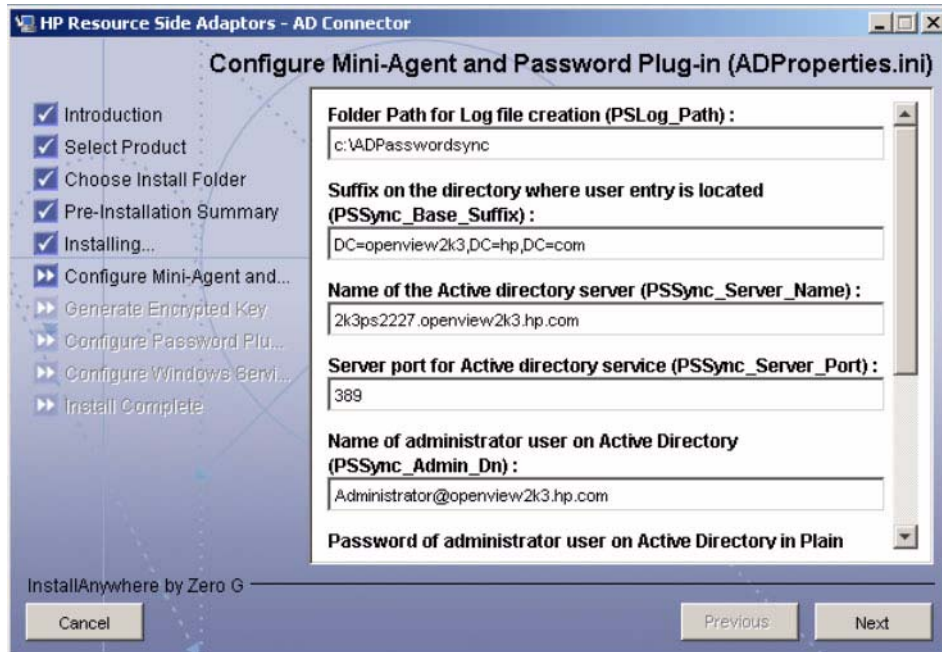 HP Resource Side Adaptors - AD Connector
Configure Mini-Agent and Password Plug-in (ADProperties.ini)
Introduction
Select Product
Choose Install Folder
Pre-Installation Summary
Installing...
Configure Mini-Agent and...
Generate Encrypted Key
Configure Password Plu...
Configure Windows Servi...
Install Complete
Folder Path for Log file creation (PSLog_Path) :
c:\ADPasswordsync
Suffix on the directory where user entry is located
(PSSync_Base_Suffix) :
DC=openview2k3,DC=hp,DC=com
Name of the Active directory server (PSSync_Server_Name) :
2k3ps2227.openview2k3.hp.com
Server port for Active directory service (PSSync_Server_Port) :
389
Name of administrator user on Active Directory
(PSSync_Admin_Dn) :
Administrator@openview2k3.hp.com
Password of administrator user on Active Directory in Plain
InstallAnywhere by Zero G
Cancel
Previous
Next